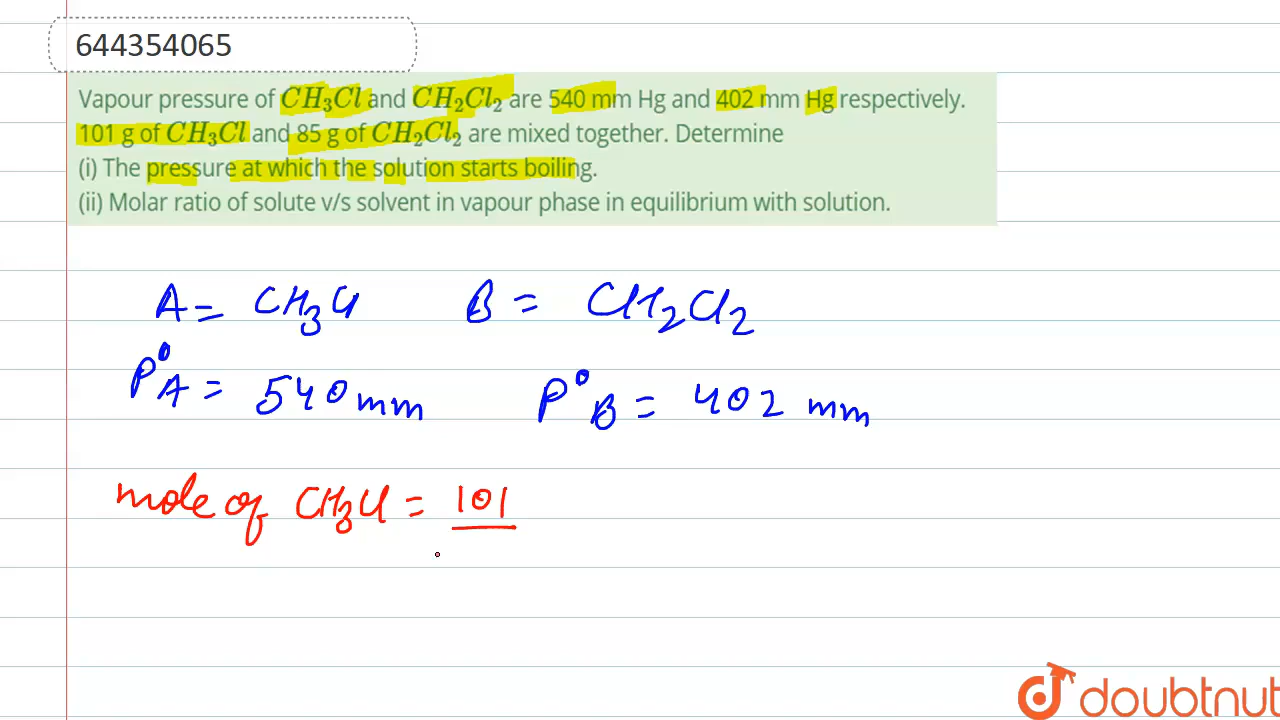 644354065
Vapour pressure of CH₃Cl and CH₂Cl₂ are 540 mm Hg and 402 mm Hg respectively.
101 g of CH₃Cl and 85 g of CH₂Cl₂ are mixed together. Determine
(i) The pressure at which the solution starts boiling.
(ii) Molar ratio of solute v/s solvent in vapour phase in equilibrium with solution.
A = CH₃Cl B = CH₂Cl₂
P°A = 540 mm P°B = 402 mm
mole of CH₃Cl = 101
doubtnut